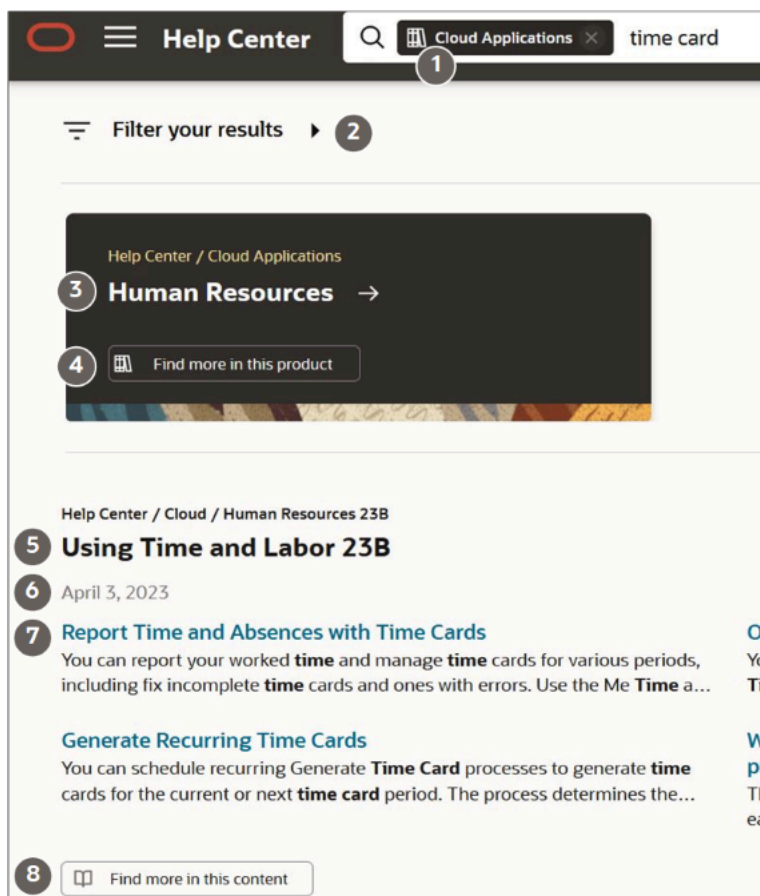 Help Center
Cloud Applications
time card
1
Filter your results
2
Help Center / Cloud Applications
3
Human Resources
4
Find more in this product
Help Center / Cloud / Human Resources 23B
5
Using Time and Labor 23B
6
April 3, 2023
7
Report Time and Absences with Time Cards
You can report your worked time and manage time cards for various periods,
including fix incomplete time cards and ones with errors. Use the Me Time a...
Generate Recurring Time Cards
You can schedule recurring Generate Time Card processes to generate time
cards for the current or next time card period. The process determines the...
8
Find more in this content